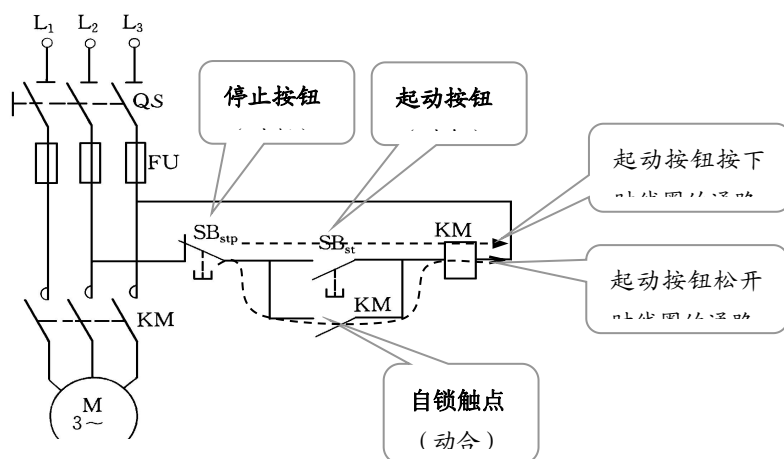 L₁ L₂ L₃
QS
FU
停止按钮
起动按钮
起动按钮按下
SBstp
SBst
KM
起动按钮松开
KM
KM
自锁触点
（动合）
M
3～